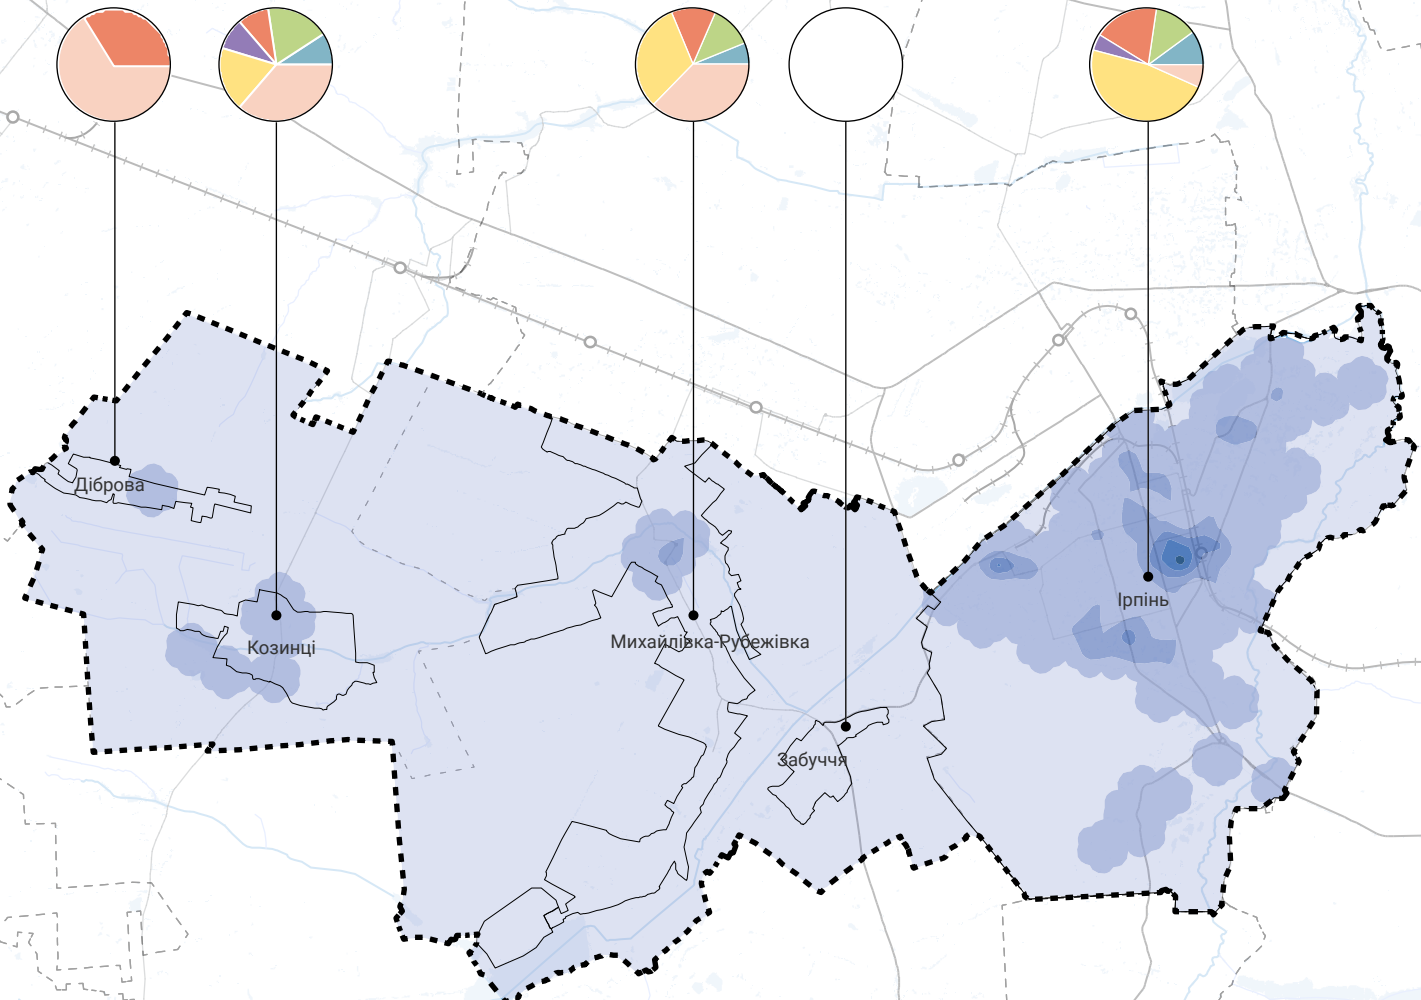 Діброва
Козинці
Михайлівка-Рубежівка
Забуччя
Ірпінь